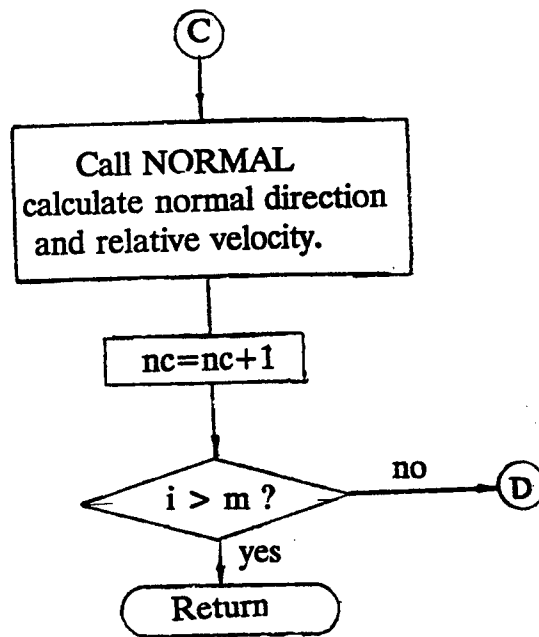 C
Call NORMAL
calculate normal direction
and relative velocity.
nc=nc+1
i > m ?
no
D
yes
Return